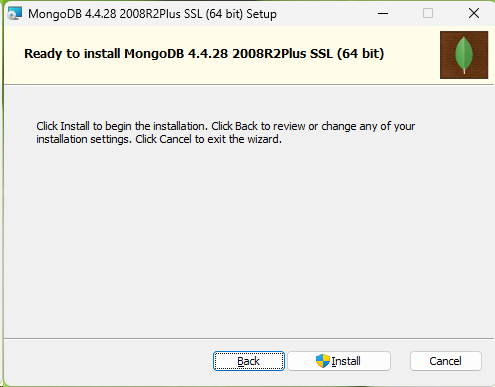 MongoDB 4.4.28 2008R2Plus SSL (64 bit) Setup
Ready to install MongoDB 4.4.28 2008R2Plus SSL (64 bit)
Click Install to begin the installation. Click Back to review or change any of your
installation settings. Click Cancel to exit the wizard.
Back
Install
Cancel